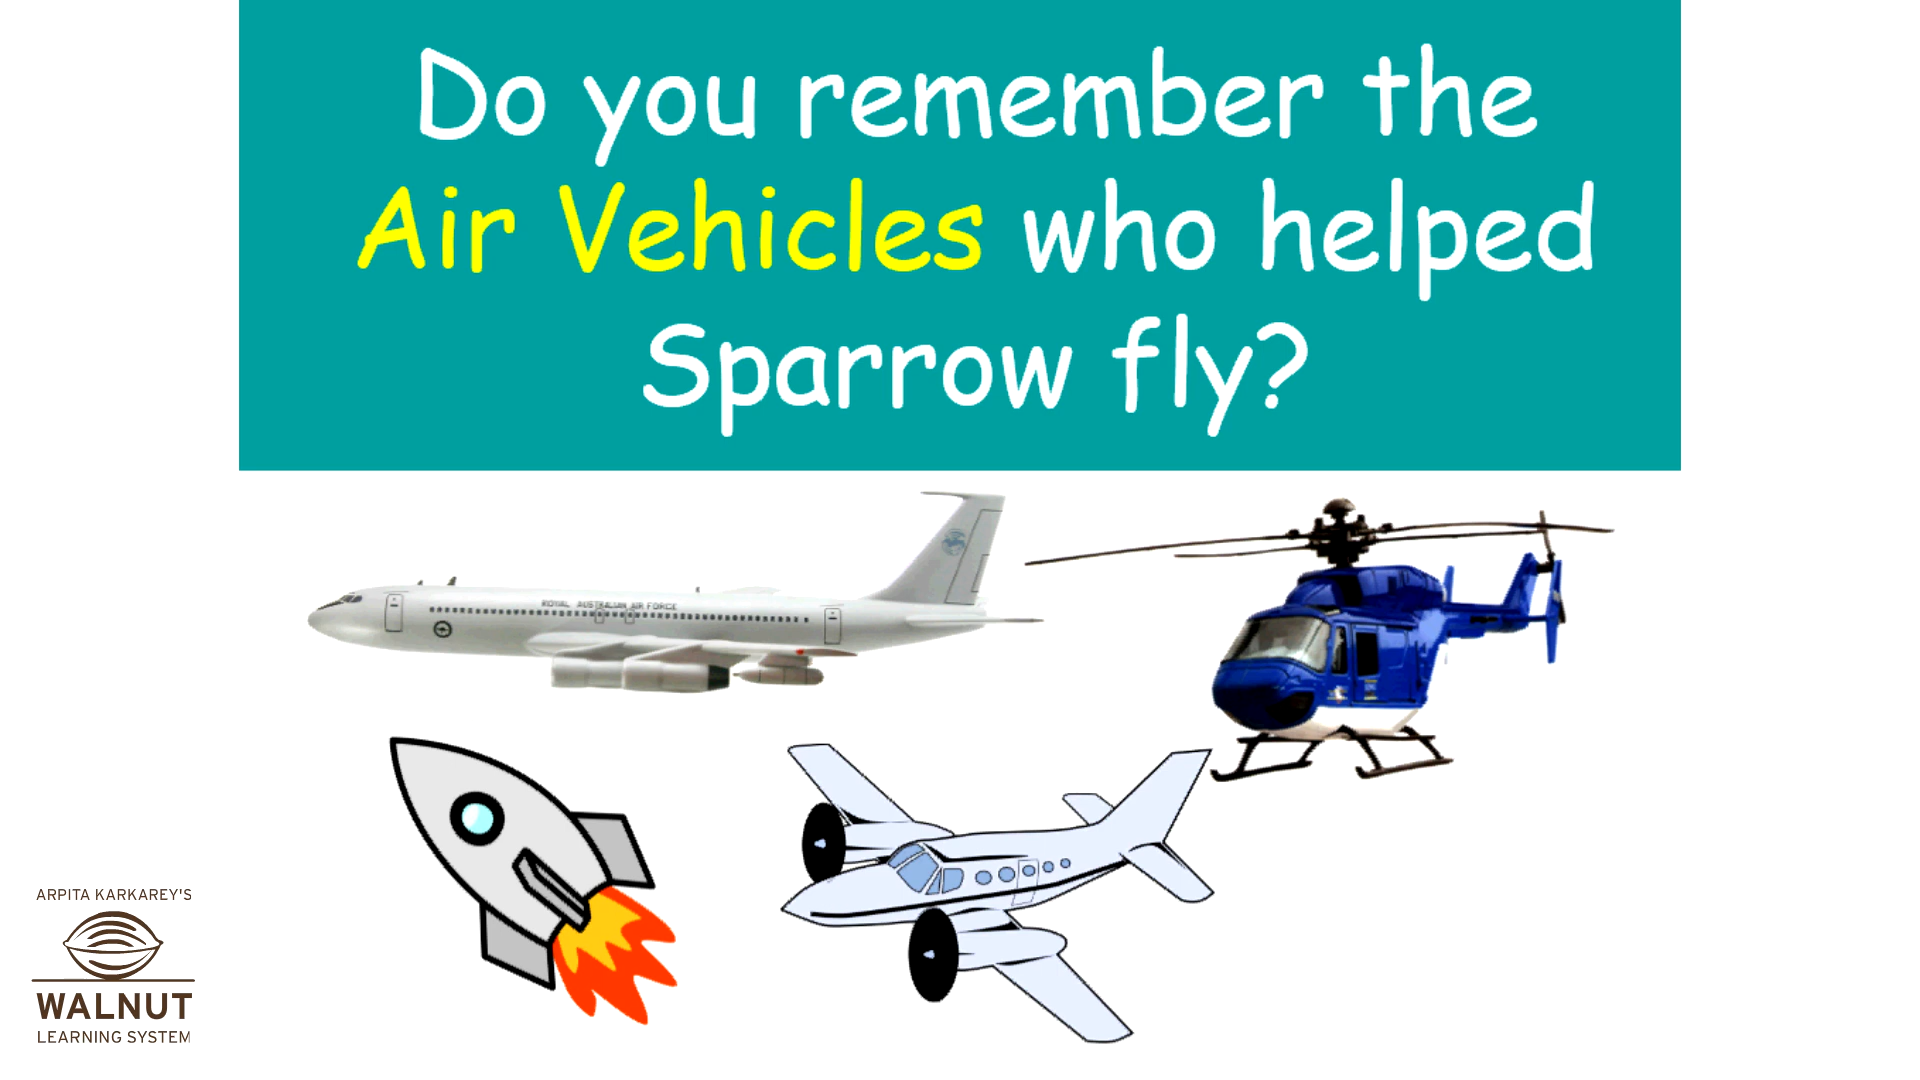 Do you remember the
Air Vehicles who helped
Sparrow fly?
ROYAL AUSTRALIAN AIR FORCE
ARPITA KARKAREY'S
WALNUT
LEARNING SYSTEM